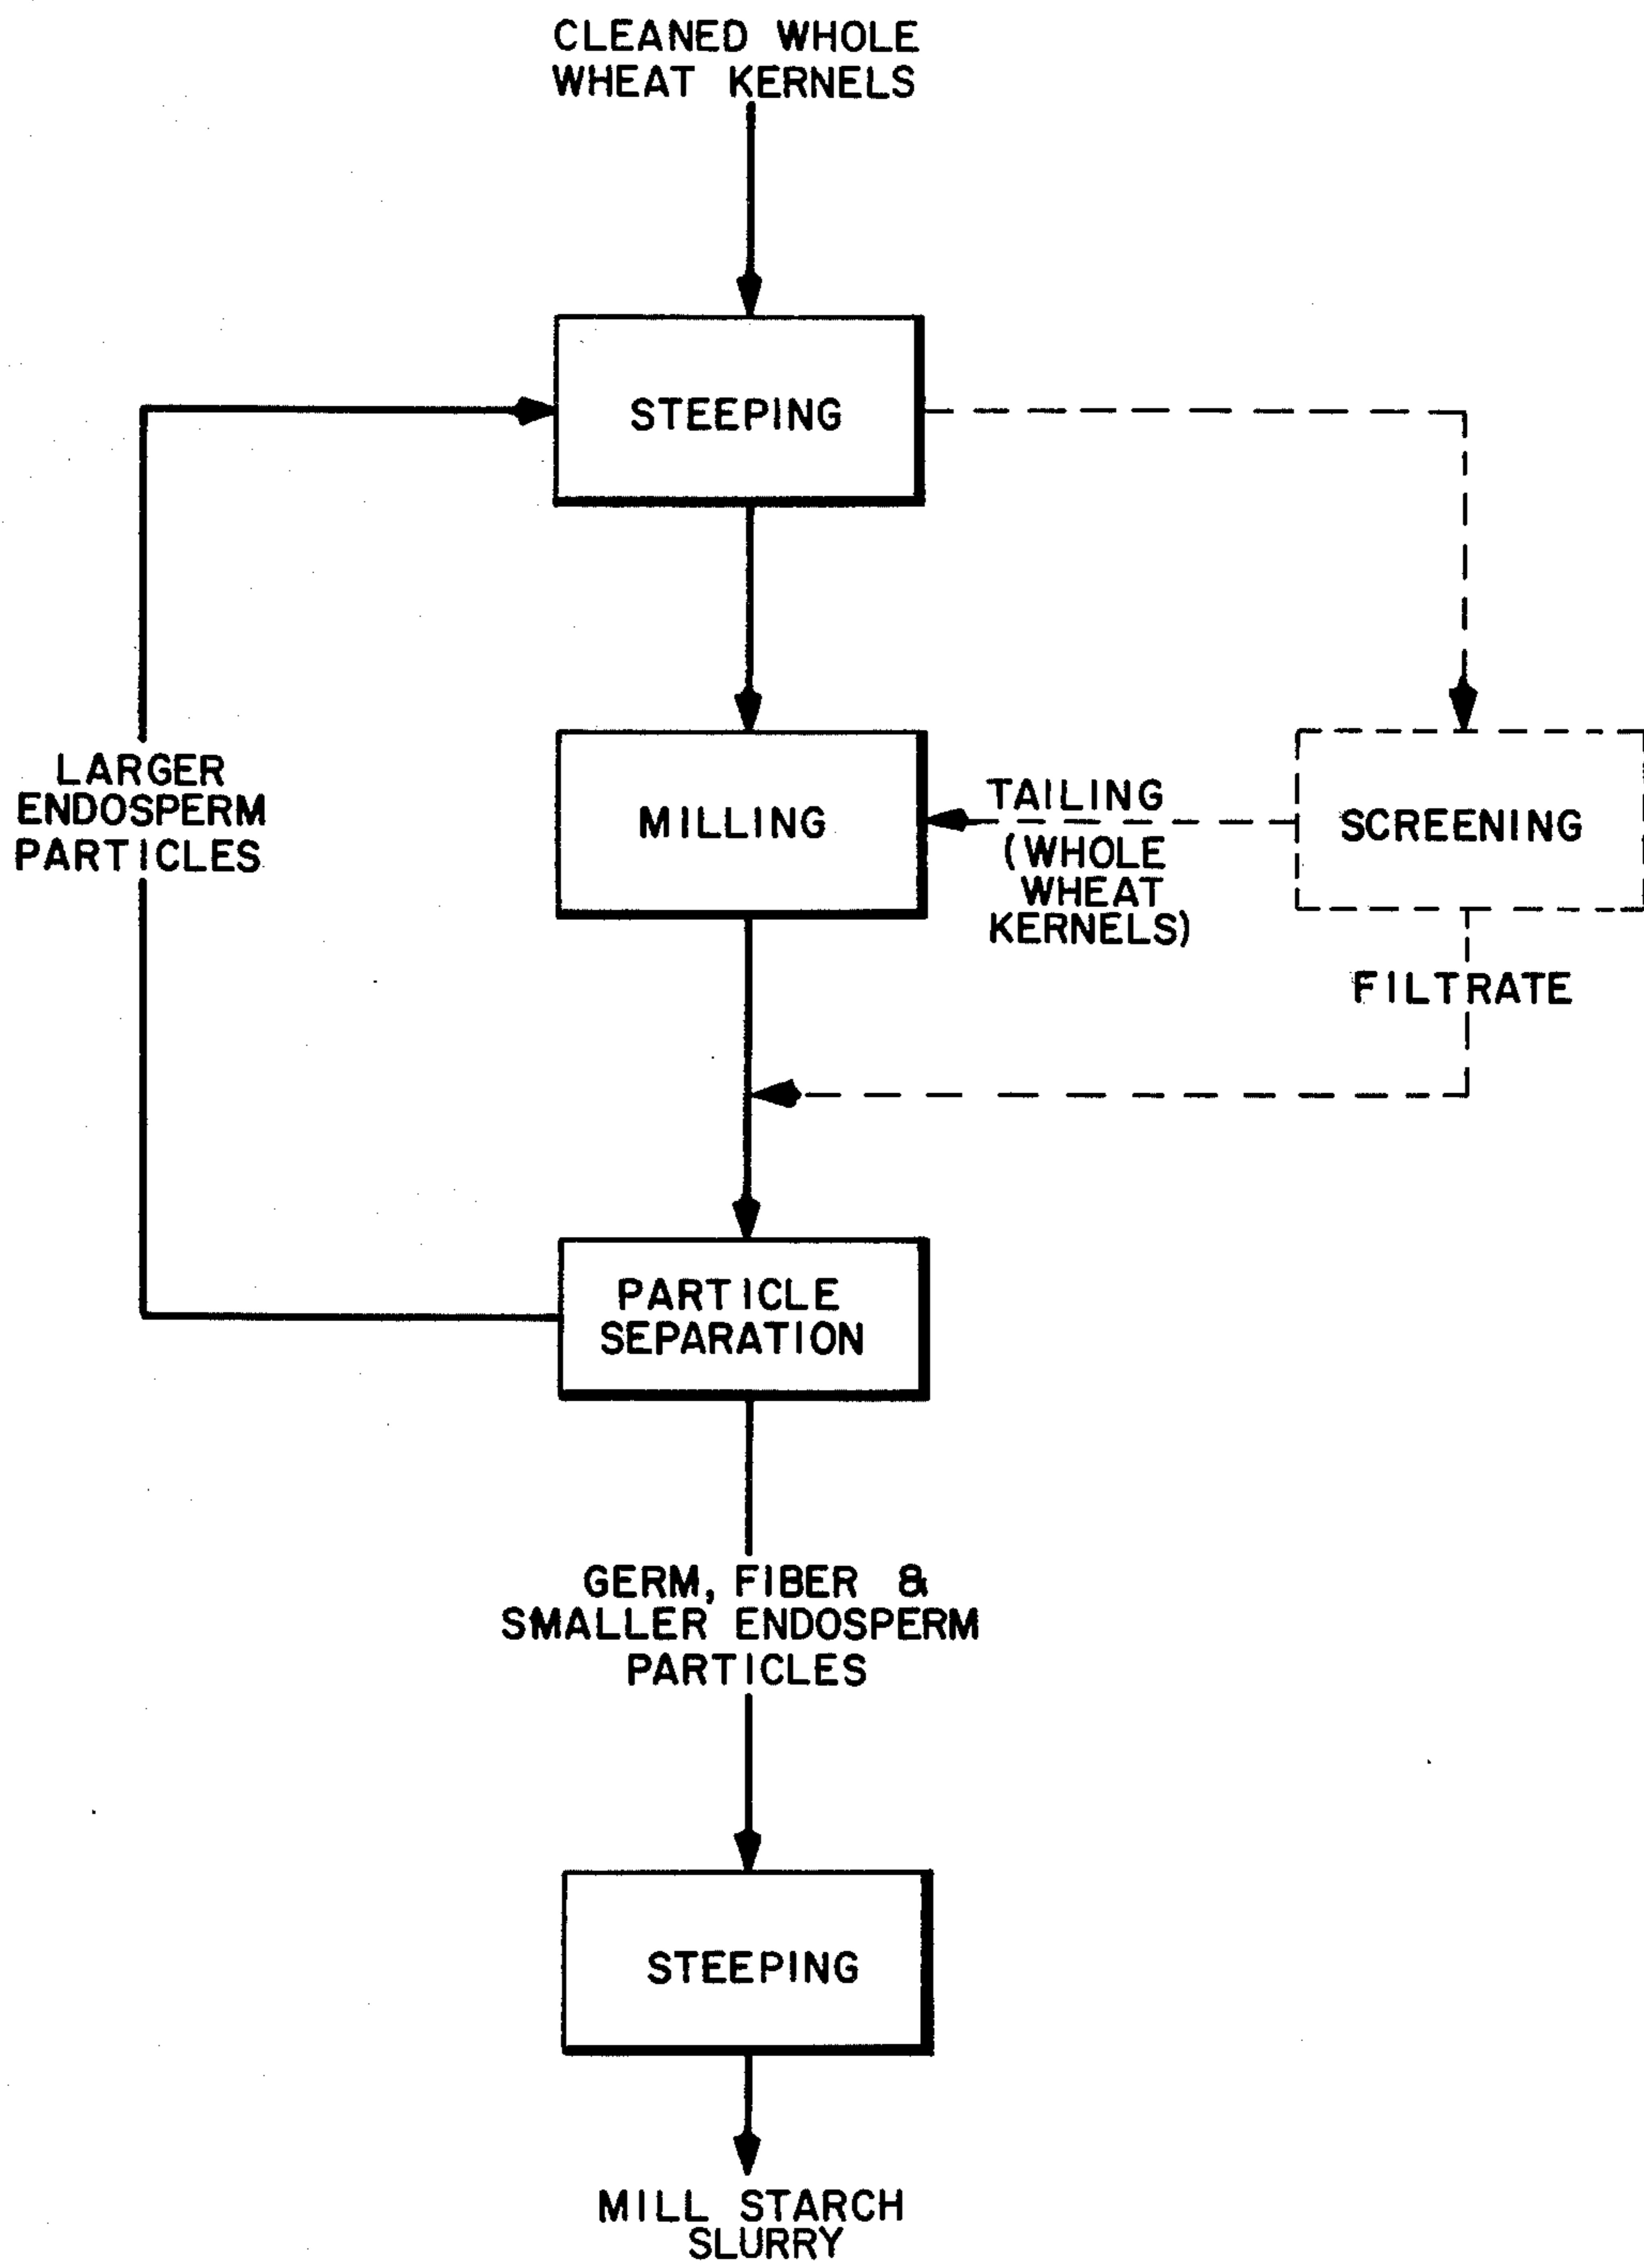 CLEANED WHOLE
WHEAT KERNELS
STEEPING
LARGER
ENDOSPERM
PARTICLES
MILLING
TAILING
(WHOLE
WHEAT
KERNELS)
SCREENING
FILTRATE
PARTICLE
SEPARATION
GERM, FIBER &
SMALLER ENDOSPERM
PARTICLES
STEEPING
MILL STARCH
SLURRY